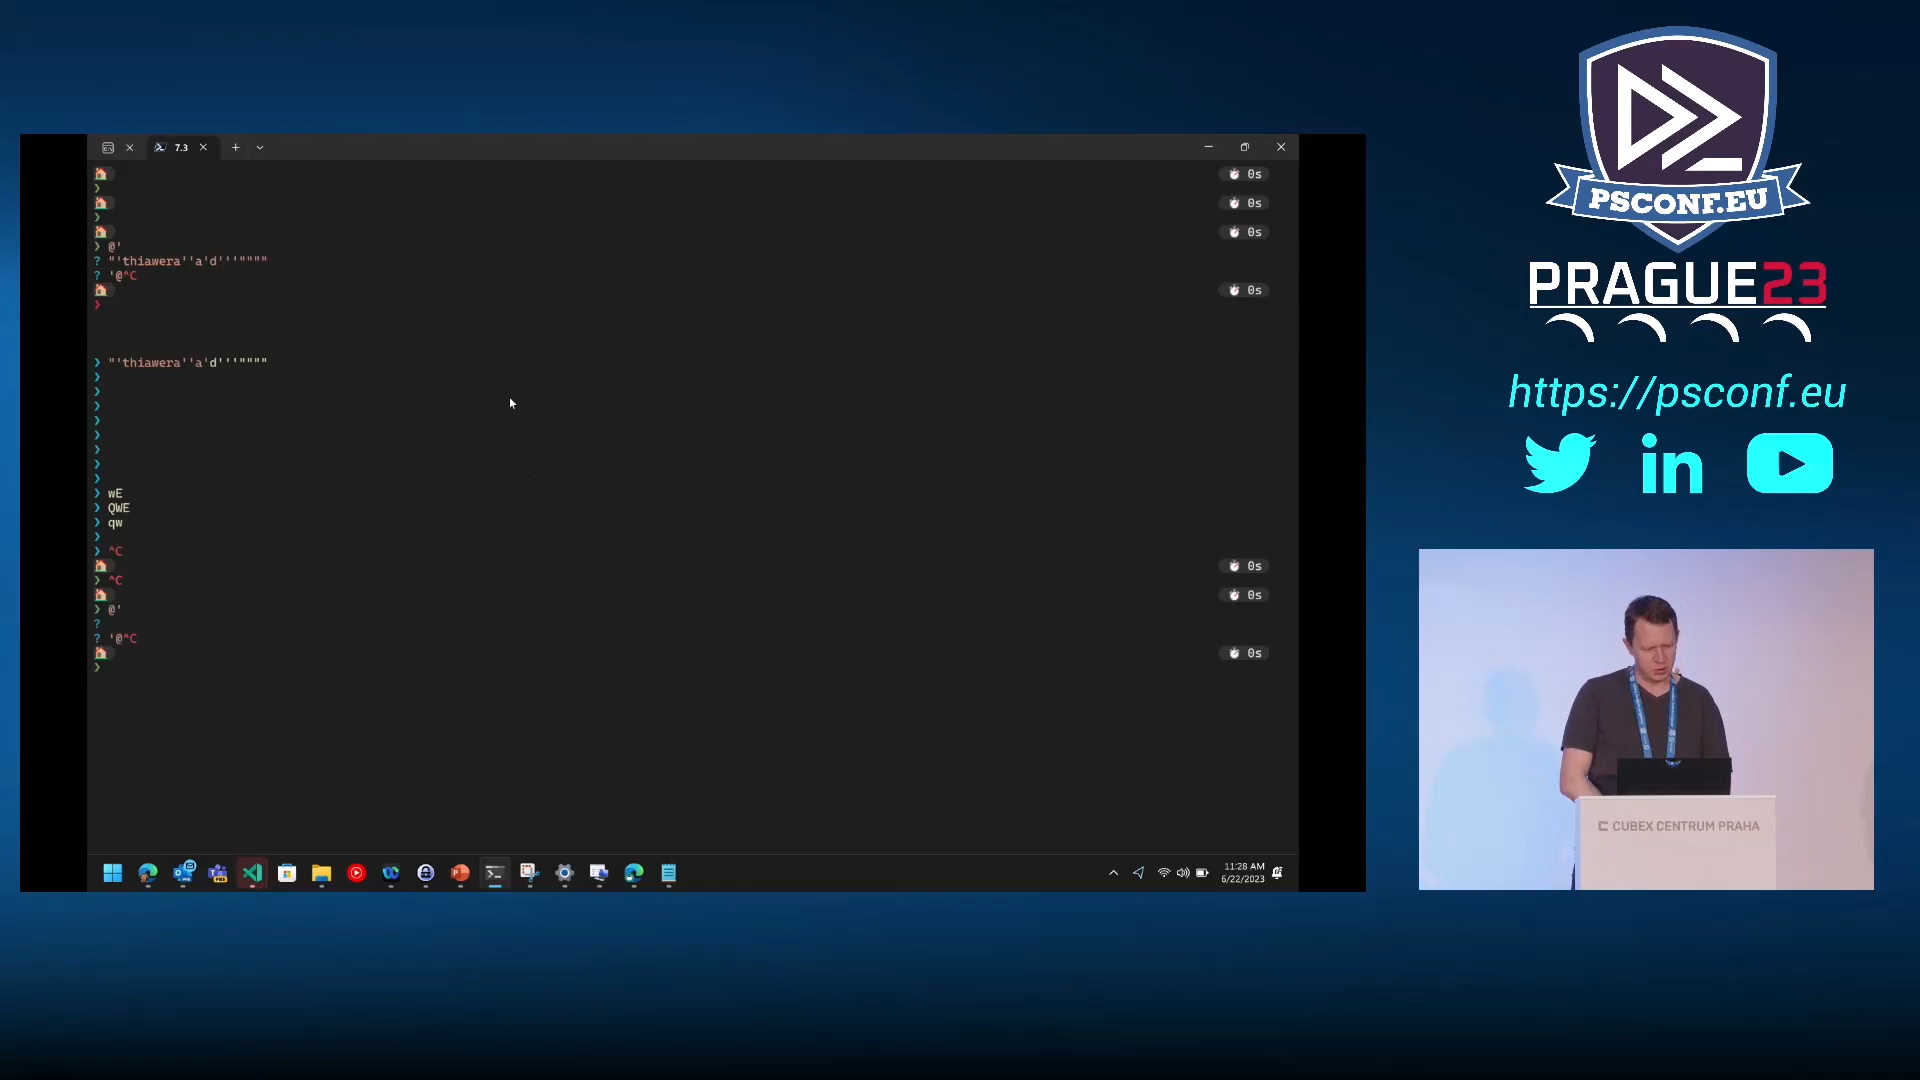 7.3
0s
0s
0s
❯ @'
? "'thiawera''a'd'''""""
? '@^C
0s
❯
❯ "'thiawera''a'd'''""""
❯
❯
❯
❯
❯
❯
❯
❯
❯ wE
❯ QWE
❯ qw
❯
❯ ^C
0s
❯ ^C
0s
❯ @'
?
? '@^C
0s
❯
11:28 AM
6/22/2023
PSCONF.EU
PRAGUE23
https://psconf.eu
in
CUBEX CENTRUM PRAHA